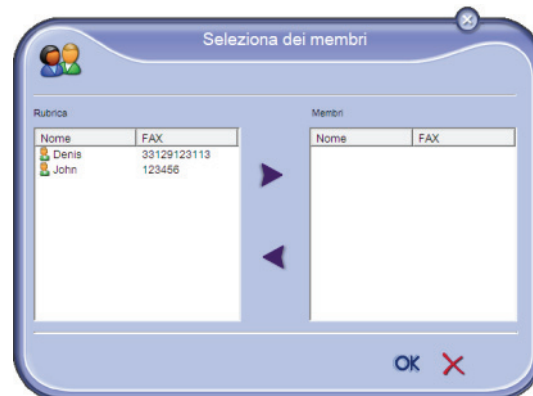 Seleziona dei membri
Rubrica
Membri
Nome FAX
Nome FAX
Denis 33129123113
John 123456
OK